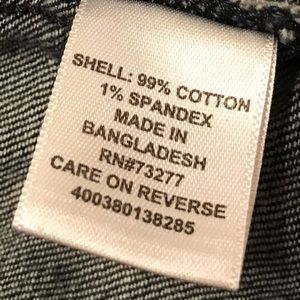 SHELL: 99% COTTON
1% SPANDEX
MADE IN
BANGLADESH
RN#73277
CARE ON REVERSE
400380138285